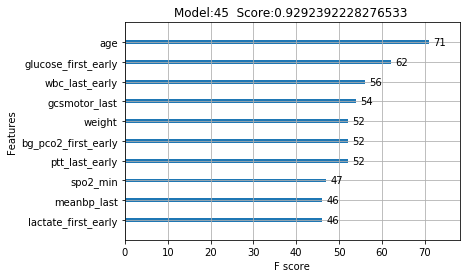 Model:45 Score:0.9292392228276533
Features
age 71
glucose_first_early 62
wbc_last_early 56
gcsmotor_last 54
weight 52
bg_pco2_first_early 52
ptt_last_early 52
spo2_min 47
meanbp_last 46
lactate_first_early 46
0 10 20 30 40 50 60 70
F score